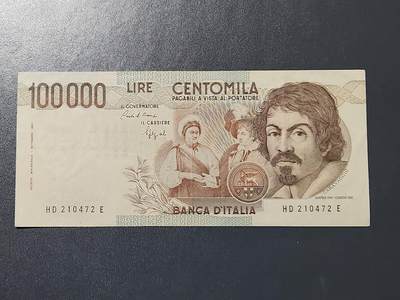 100000 LIRE CENTOMILA
PAGABILI A VISTA AL PORTATORE
IL GOVERNATORE
IL CASSIERE
HD 210472 E
BANCA D'ITALIA
HD 210472 E